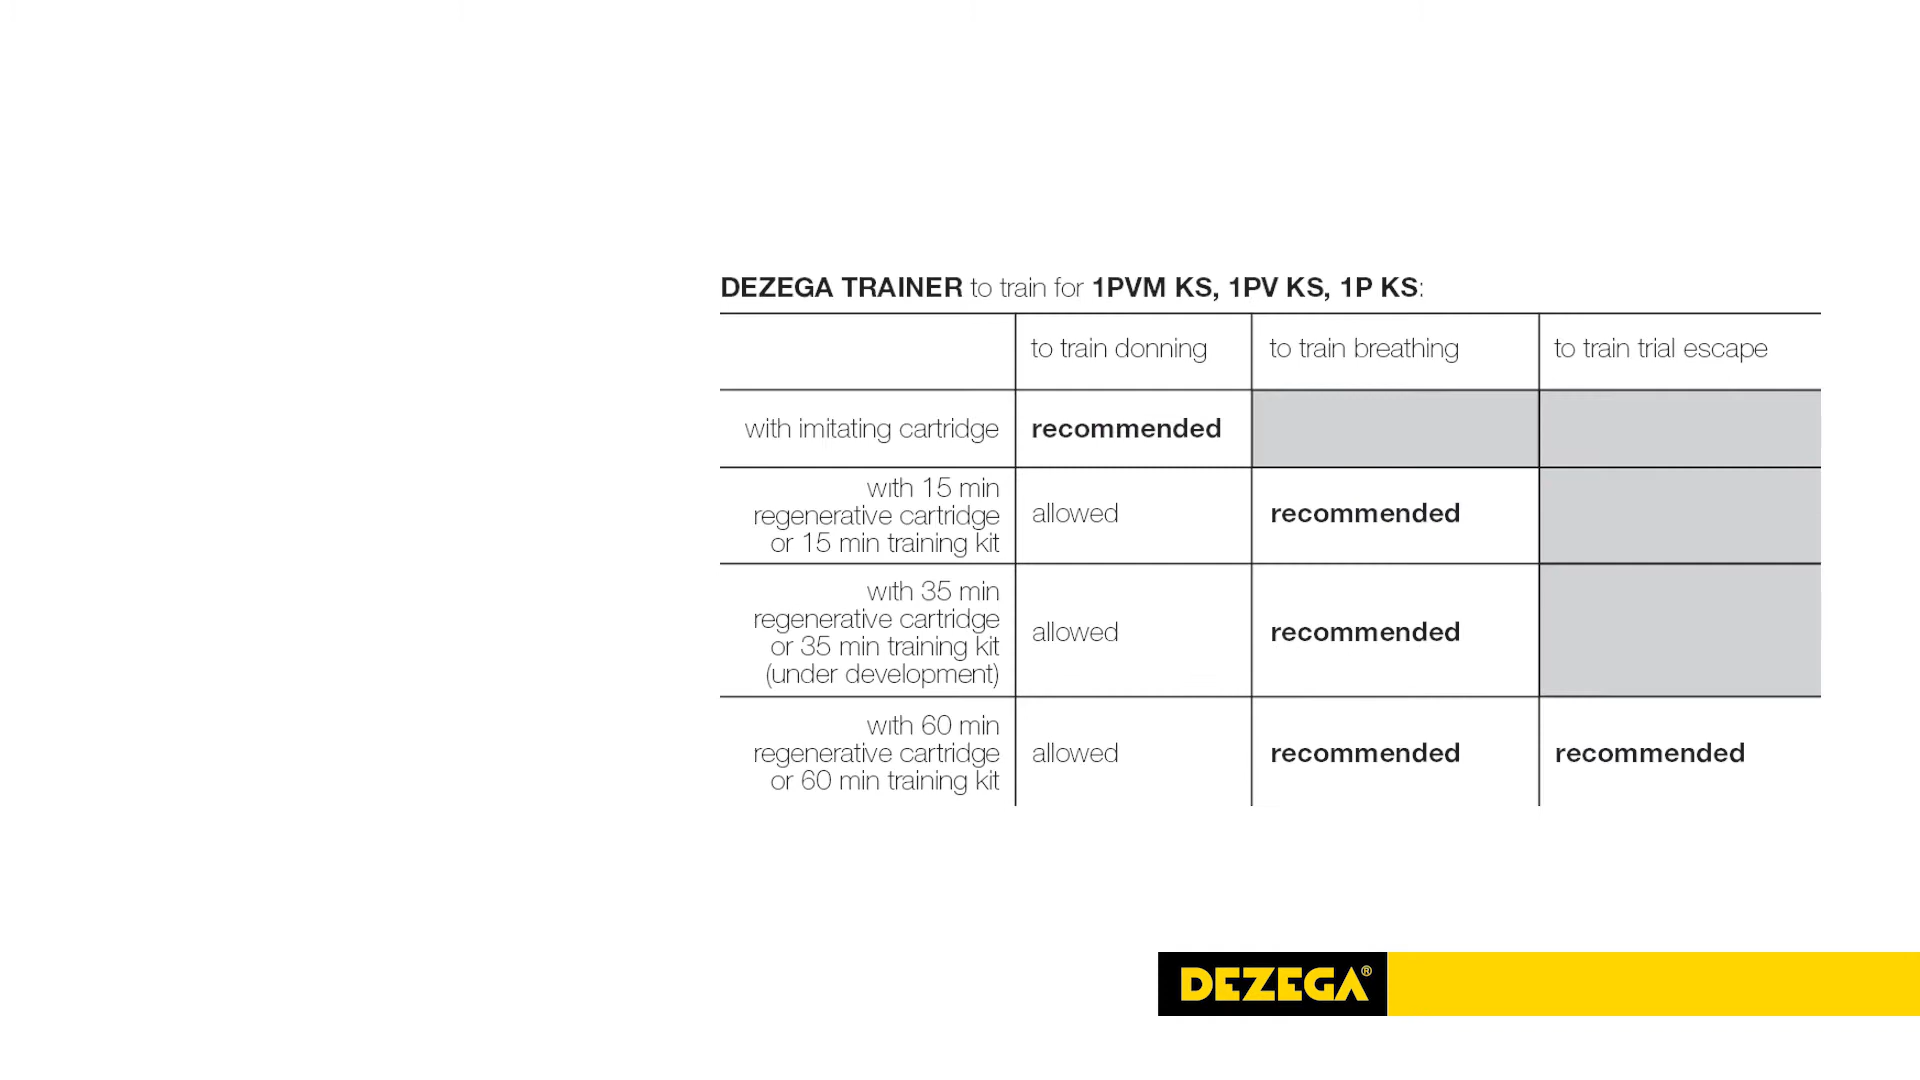 DEZEGA TRAINER to train for 1PVM KS, 1PV KS, 1P KS:
to train donning to train breathing to train trial escape
with imitating cartridge recommended
with 15 min
regenerative cartridge
or 15 min training kit
allowed recommended
with 35 min
regenerative cartridge
or 35 min training kit
(under development)
allowed recommended
with 60 min
regenerative cartridge
or 60 min training kit
allowed recommended recommended
DEZEGA®